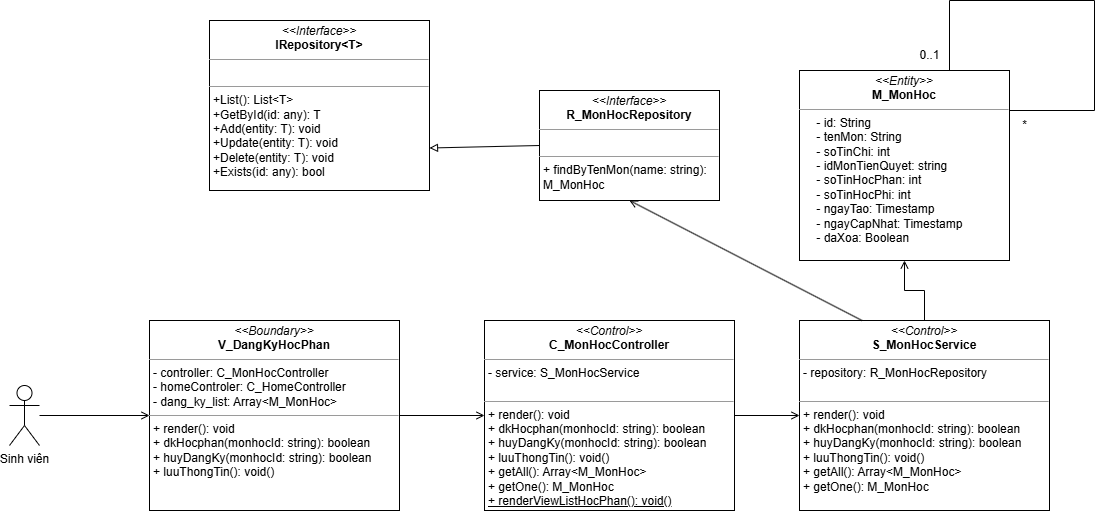 <<Interface>>
IRepository<T>
+List(): List<T>
+GetById(id: any): T
+Add(entity: T): void
+Update(entity: T): void
+Delete(entity: T): void
+Exists(id: any): bool
<<Interface>>
R_MonHocRepository
+ findByTenMon(name: string):
M_MonHoc
0..1
<<Entity>>
M_MonHoc
- id: String
- tenMon: String
- soTinChi: int
- idMonTienQuyet: string
- soTinHocPhan: int
- soTinHocPhi: int
- ngayTao: Timestamp
- ngayCapNhat: Timestamp
- daXoa: Boolean
*
Sinh viên
<<Boundary>>
V_DangKyHocPhan
- controller: C_MonHocController
- homeControler: C_HomeController
- dang_ky_list: Array<M_MonHoc>
+ render(): void
+ dkHocphan(monhocId: string): boolean
+ huyDangKy(monhocId: string): boolean
+ luuThongTin(): void()
<<Control>>
C_MonHocController
- service: S_MonHocService
+ render(): void
+ dkHocphan(monhocId: string): boolean
+ huyDangKy(monhocId: string): boolean
+ luuThongTin(): void()
+ getAll(): Array<M_MonHoc>
+ getOne(): M_MonHoc
+ renderViewListHocPhan(): void()
<<Control>>
S_MonHocService
- repository: R_MonHocRepository
+ render(): void
+ dkHocphan(monhocId: string): boolean
+ huyDangKy(monhocId: string): boolean
+ luuThongTin(): void()
+ getAll(): Array<M_MonHoc>
+ getOne(): M_MonHoc